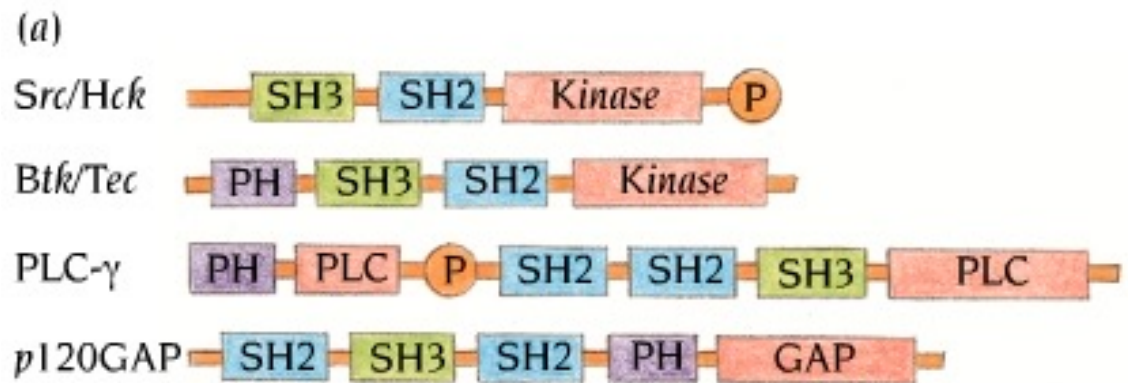 (a)
Src/Hck SH3 SH2 Kinase P
Btk/Tec PH SH3 SH2 Kinase
PLC-γ PH PLC P SH2 SH2 SH3 PLC
p120GAP SH2 SH3 SH2 PH GAP